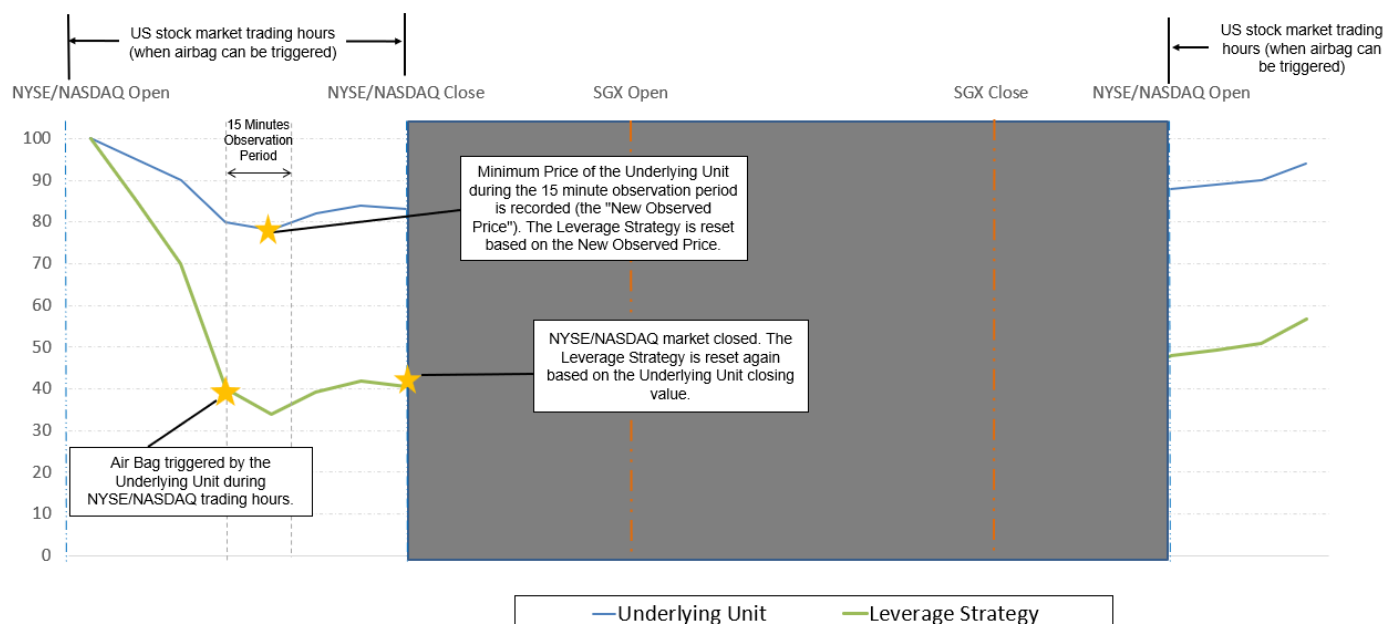 US stock market trading hours
(when airbag can be triggered)
US stock market trading
hours (when airbag can
be triggered)
NYSE/NASDAQ Open
NYSE/NASDAQ Close
SGX Open
SGX Close
NYSE/NASDAQ Open
15 Minutes
Observation
Period
100
90
80
70
60
50
40
30
20
10
0
Minimum Price of the Underlying Unit
during the 15 minute observation period
is recorded (the "New Observed
Price"). The Leverage Strategy is reset
based on the New Observed Price.
NYSE/NASDAQ market closed. The
Leverage Strategy is reset again
based on the Underlying Unit closing
value.
Air Bag triggered by the
Underlying Unit during
NYSE/NASDAQ trading hours.
Underlying Unit
Leverage Strategy